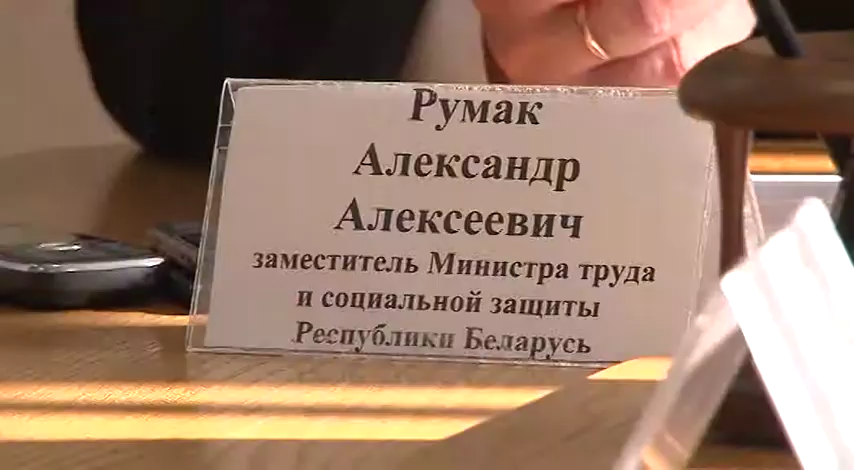 Румак
Александр
Алексеевич
заместитель Министра труда
и социальной защиты
Республики Беларусь